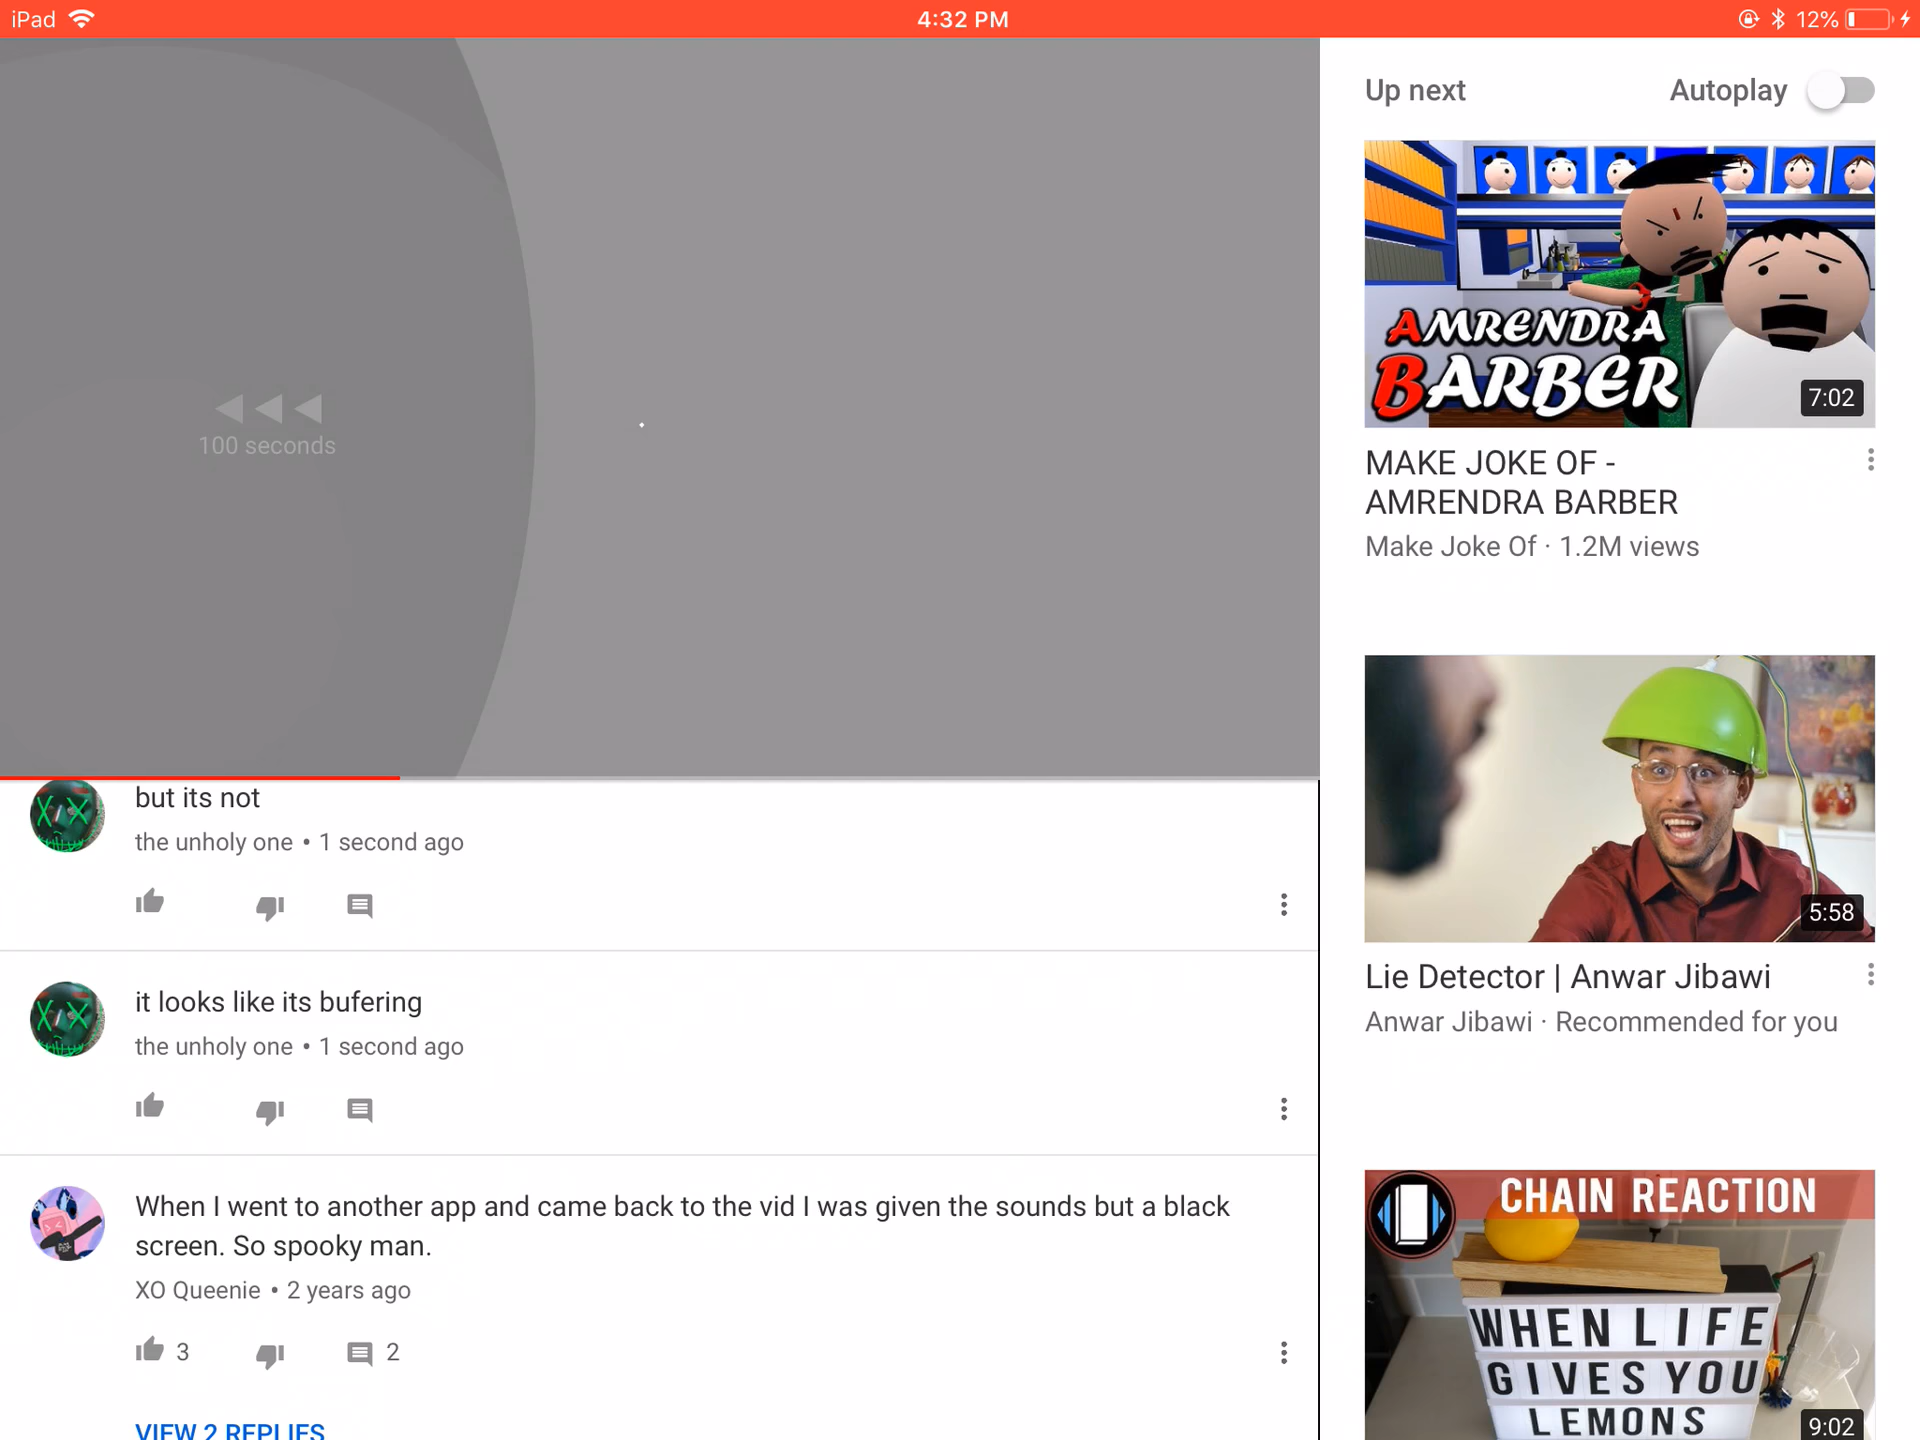 iPad
4:32 PM
12%
100 seconds
but its not
the unholy one • 1 second ago
it looks like its bufering
the unholy one • 1 second ago
When I went to another app and came back to the vid I was given the sounds but a black
screen. So spooky man.
XO Queenie • 2 years ago
3
2
VIEW 2 REPLIES
Up next
Autoplay
AMRENDRA
BARBER
7:02
MAKE JOKE OF -
AMRENDRA BARBER
Make Joke Of · 1.2M views
5:58
Lie Detector | Anwar Jibawi
Anwar Jibawi · Recommended for you
CHAIN REACTION
WHEN LIFE
GIVES YOU
LEMONS
9:02